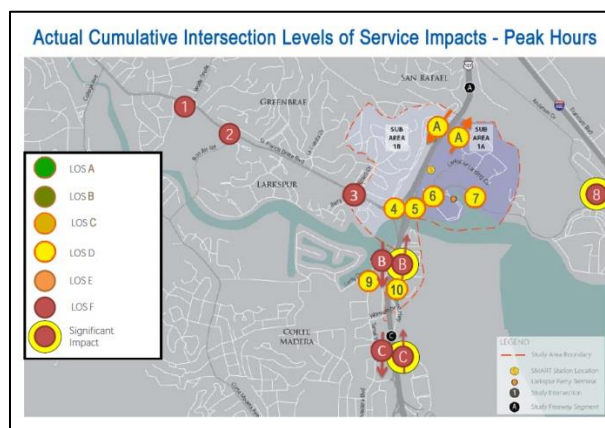 Actual Cumulative Intersection Levels of Service Impacts - Peak Hours
SAN RAFAEL
101
A
GREENBRAE
1
2
SUB
AREA
1B
A
A
SUB
AREA
1A
LOS A
LOS B
LOS C
LOS D
LOS E
LOS F
Significant
Impact
LARKSPUR
3
4
5
6
7
8
B
B
9
10
CORTE
MADERA
C
C
C
LEGEND
Study Area Boundary
S
SMART Station Location
Larkspur Ferry Terminal
1
Study Intersection
A
Study Freeway Segment